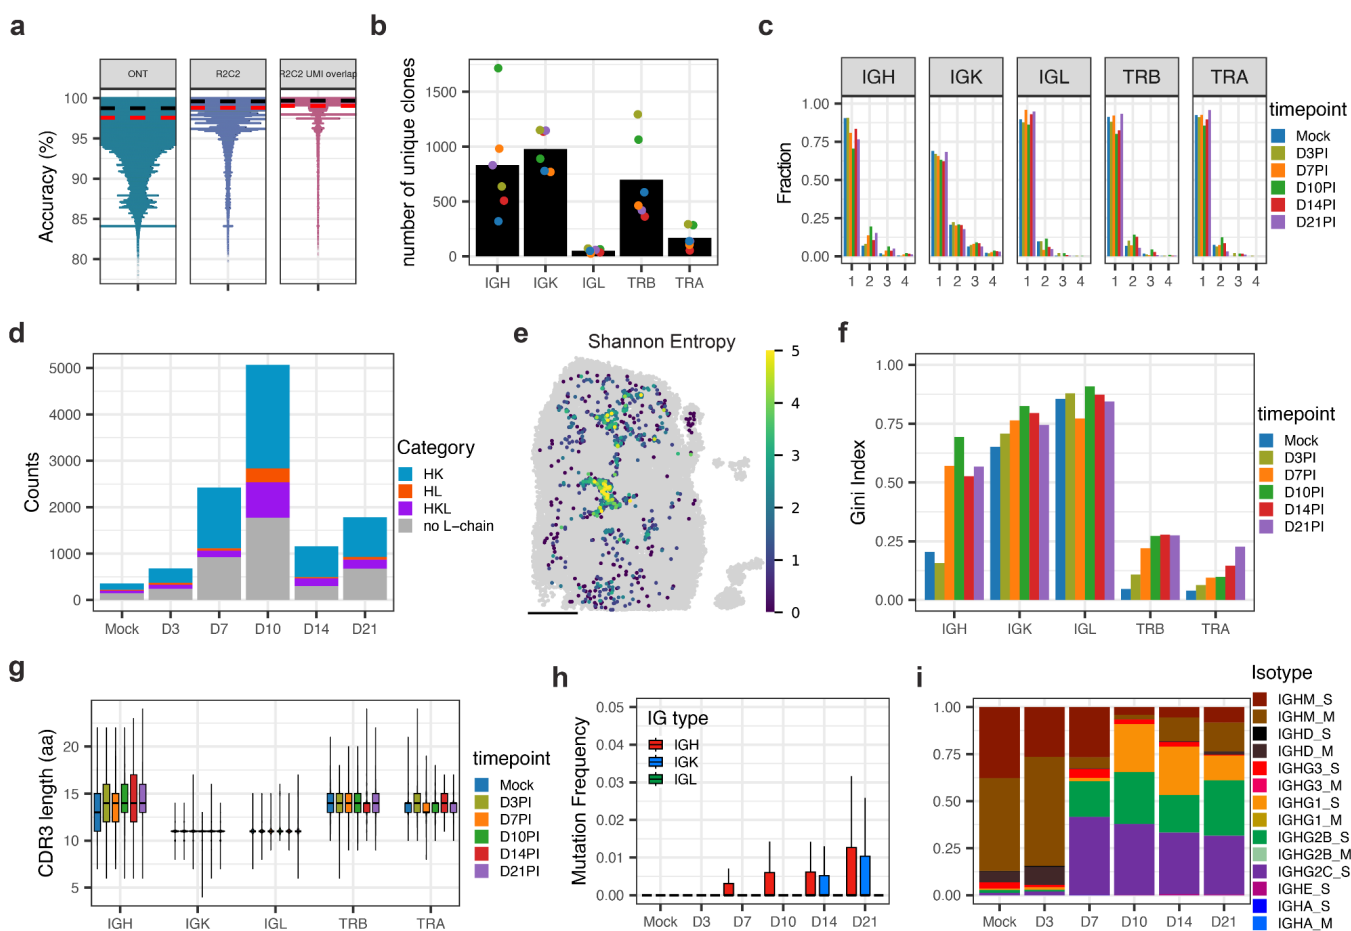 a
ONT
R2C2
R2C2 UMI overlap
Accuracy (%)
100
95
90
85
80
b
number of unique clones
1500
1000
500
0
IGH
IGK
IGL
TRB
TRA
c
IGH
IGK
IGL
TRB
TRA
Fraction
1.00
0.75
0.50
0.25
0.00
1 2 3 4
1 2 3 4
1 2 3 4
1 2 3 4
1 2 3 4
timepoint
Mock
D3PI
D7PI
D10PI
D14PI
D21PI
d
Counts
5000
4000
3000
2000
1000
0
Mock
D3
D7
D10
D14
D21
Category
HK
HL
HKL
no L-chain
e
Shannon Entropy
5
4
3
2
1
0
f
Gini Index
1.00
0.75
0.50
0.25
0.00
IGH
IGK
IGL
TRB
TRA
timepoint
Mock
D3PI
D7PI
D10PI
D14PI
D21PI
g
CDR3 length (aa)
20
15
10
5
IGH
IGK
IGL
TRB
TRA
timepoint
Mock
D3PI
D7PI
D10PI
D14PI
D21PI
h
Mutation Frequency
0.05
0.04
0.03
0.02
0.01
0.00
IG type
IGH
IGK
IGL
Mock
D3
D7
D10
D14
D21
i
1.00
0.75
0.50
0.25
0.00
Mock
D3
D7
D10
D14
D21
Isotype
IGHM_S
IGHM_M
IGHD_S
IGHD_M
IGHG3_S
IGHG3_M
IGHG1_S
IGHG1_M
IGHG2B_S
IGHG2B_M
IGHG2C_S
IGHE_S
IGHA_S
IGHA_M